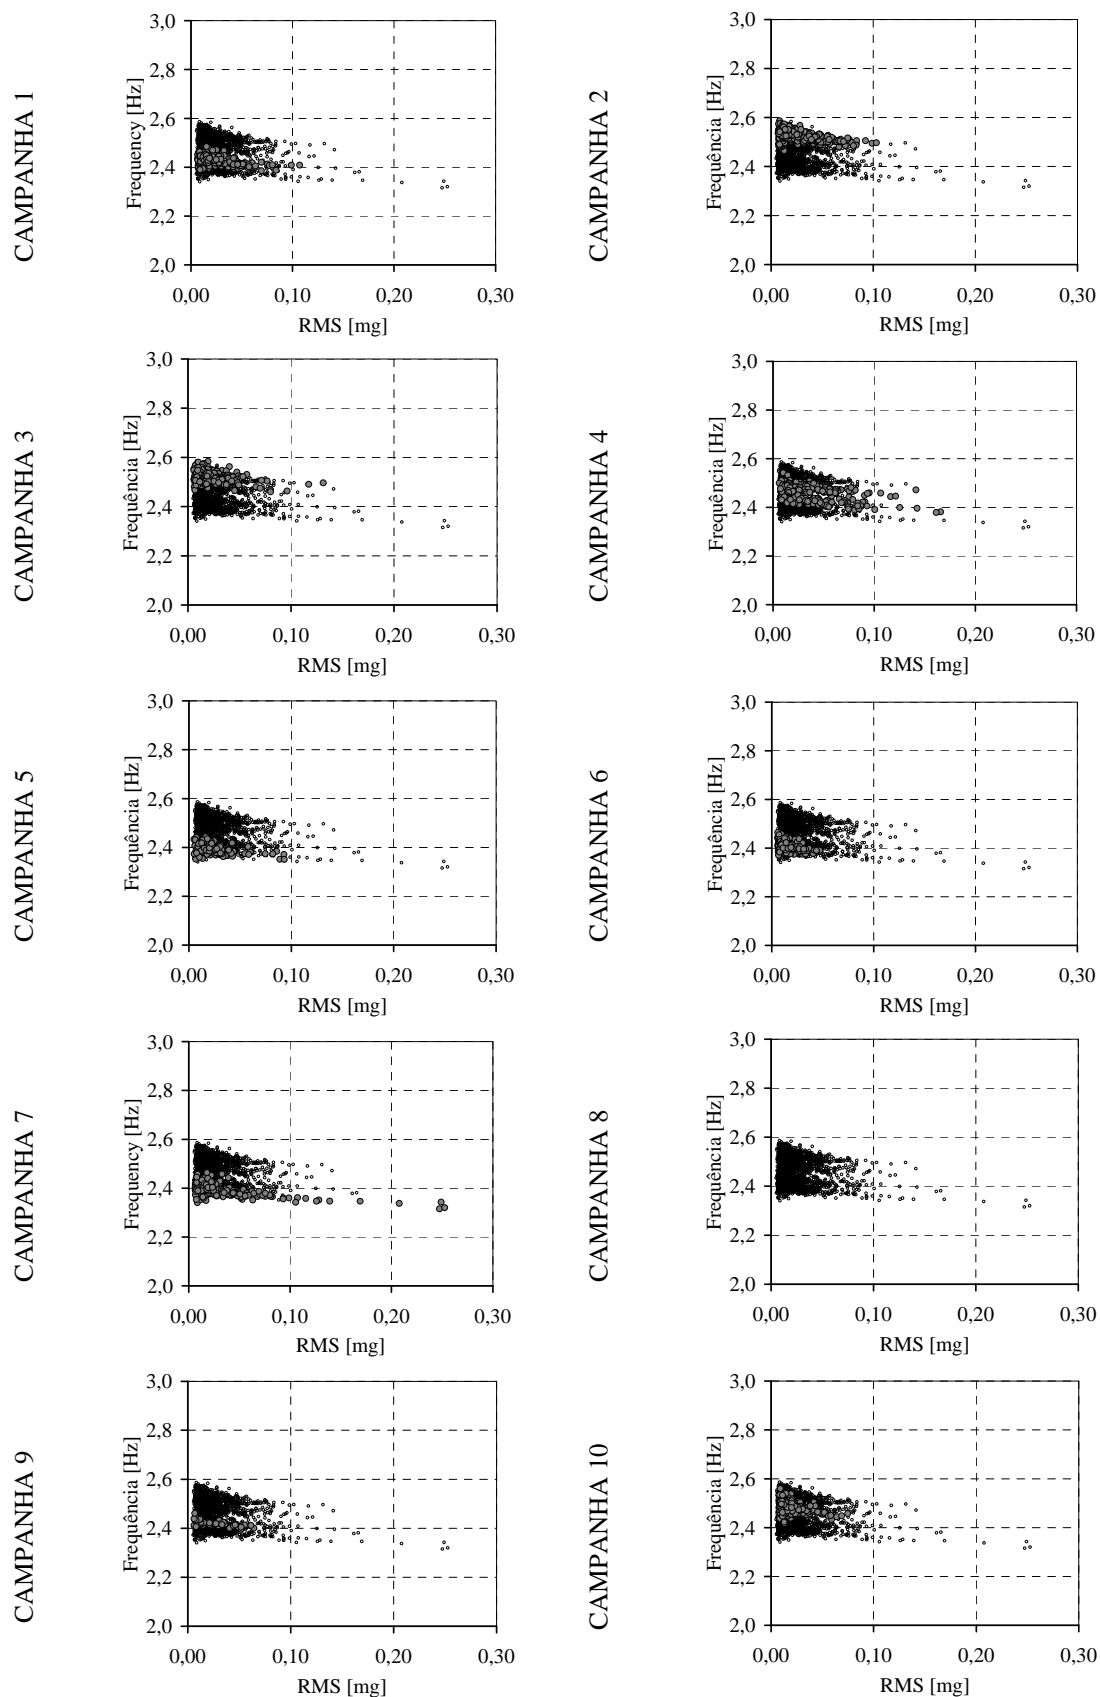 CAMPANHA 1
Frequency [Hz]
3,0
2,8
2,6
2,4
2,2
2,0
0,00 0,10 0,20 0,30
RMS [mg]
CAMPANHA 2
Frequência [Hz]
3,0
2,8
2,6
2,4
2,2
2,0
0,00 0,10 0,20 0,30
RMS [mg]
CAMPANHA 3
Frequência [Hz]
3,0
2,8
2,6
2,4
2,2
2,0
0,00 0,10 0,20 0,30
RMS [mg]
CAMPANHA 4
Frequência [Hz]
3,0
2,8
2,6
2,4
2,2
2,0
0,00 0,10 0,20 0,30
RMS [mg]
CAMPANHA 5
Frequência [Hz]
3,0
2,8
2,6
2,4
2,2
2,0
0,00 0,10 0,20 0,30
RMS [mg]
CAMPANHA 6
Frequência [Hz]
3,0
2,8
2,6
2,4
2,2
2,0
0,00 0,10 0,20 0,30
RMS [mg]
CAMPANHA 7
Frequency [Hz]
3,0
2,8
2,6
2,4
2,2
2,0
0,00 0,10 0,20 0,30
RMS [mg]
CAMPANHA 8
Frequência [Hz]
3,0
2,8
2,6
2,4
2,2
2,0
0,00 0,10 0,20 0,30
RMS [mg]
CAMPANHA 9
Frequência [Hz]
3,0
2,8
2,6
2,4
2,2
2,0
0,00 0,10 0,20 0,30
RMS [mg]
CAMPANHA 10
Frequência [Hz]
3,0
2,8
2,6
2,4
2,2
2,0
0,00 0,10 0,20 0,30
RMS [mg]